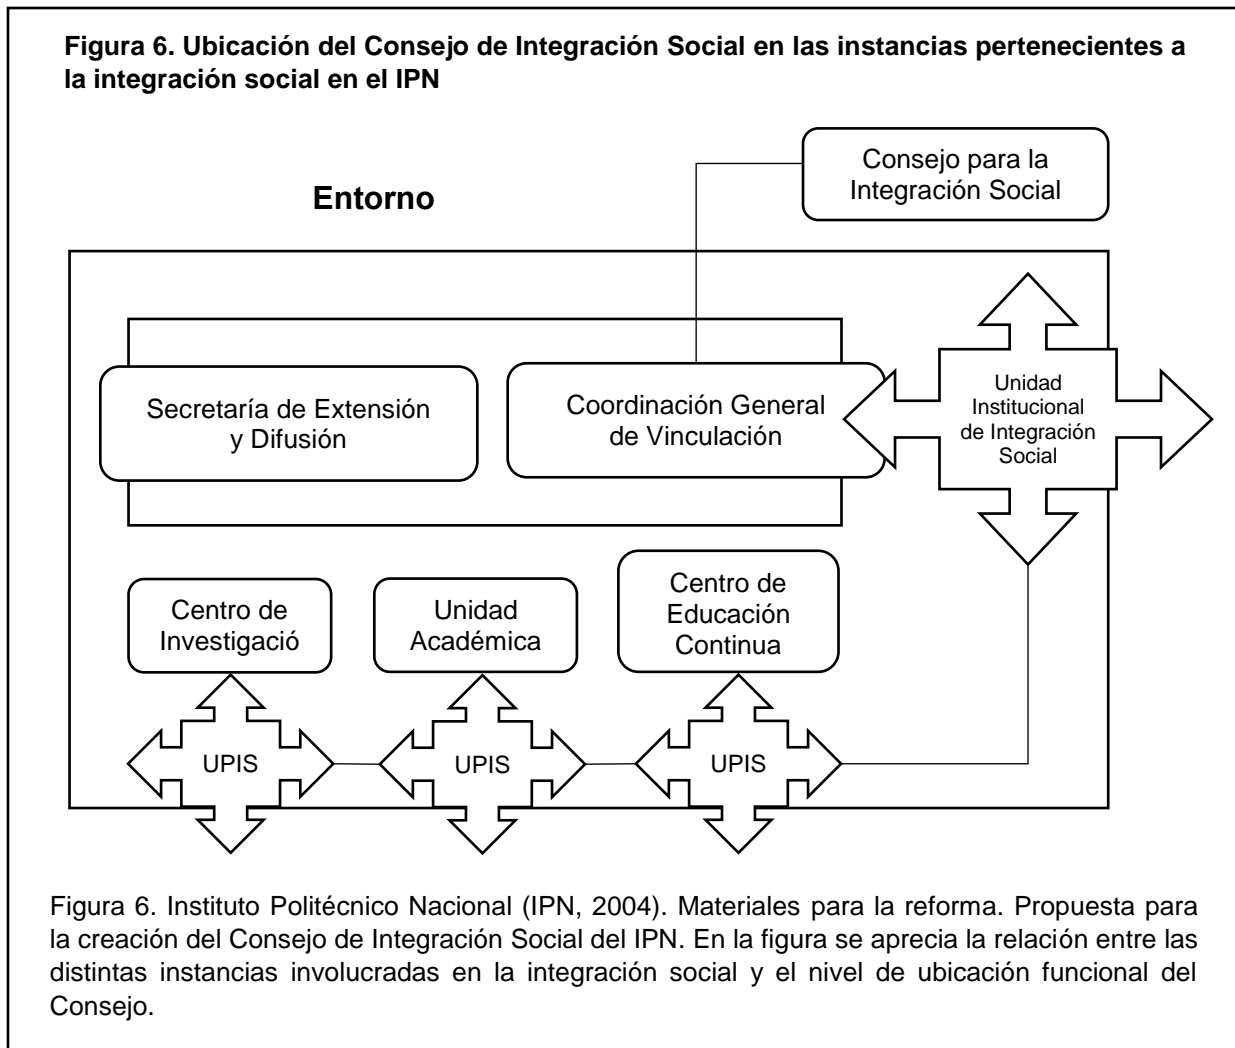 Figura 6. Ubicación del Consejo de Integración Social en las instancias pertenecientes a
la integración social en el IPN
Consejo para la
Integración Social
Entorno
Secretaría de Extensión
y Difusión
Coordinación General
de Vinculación
Unidad
Institucional
de Integración
Social
Centro de
Investigació
Unidad
Académica
Centro de
Educación
Continua
UPIS
UPIS
UPIS
Figura 6. Instituto Politécnico Nacional (IPN, 2004). Materiales para la reforma. Propuesta para
la creación del Consejo de Integración Social del IPN. En la figura se aprecia la relación entre las
distintas instancias involucradas en la integración social y el nivel de ubicación funcional del
Consejo.